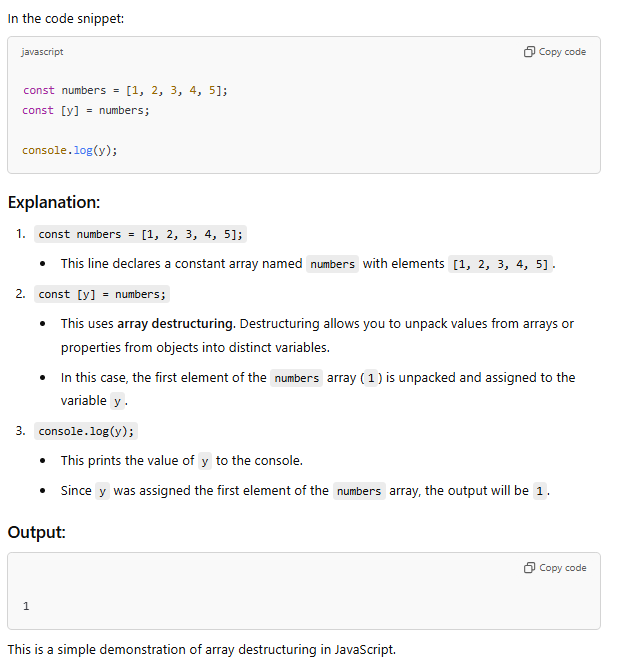 In the code snippet:
javascript
Copy code
const numbers = [1, 2, 3, 4, 5];
const [y] = numbers;
console.log(y);
Explanation:
1. const numbers = [1, 2, 3, 4, 5];
• This line declares a constant array named numbers with elements [1, 2, 3, 4, 5] .
2. const [y] = numbers;
• This uses array destructuring. Destructuring allows you to unpack values from arrays or
properties from objects into distinct variables.
• In this case, the first element of the numbers array ( 1 ) is unpacked and assigned to the
variable y .
3. console.log(y);
• This prints the value of y to the console.
• Since y was assigned the first element of the numbers array, the output will be 1 .
Output:
Copy code
1
This is a simple demonstration of array destructuring in JavaScript.